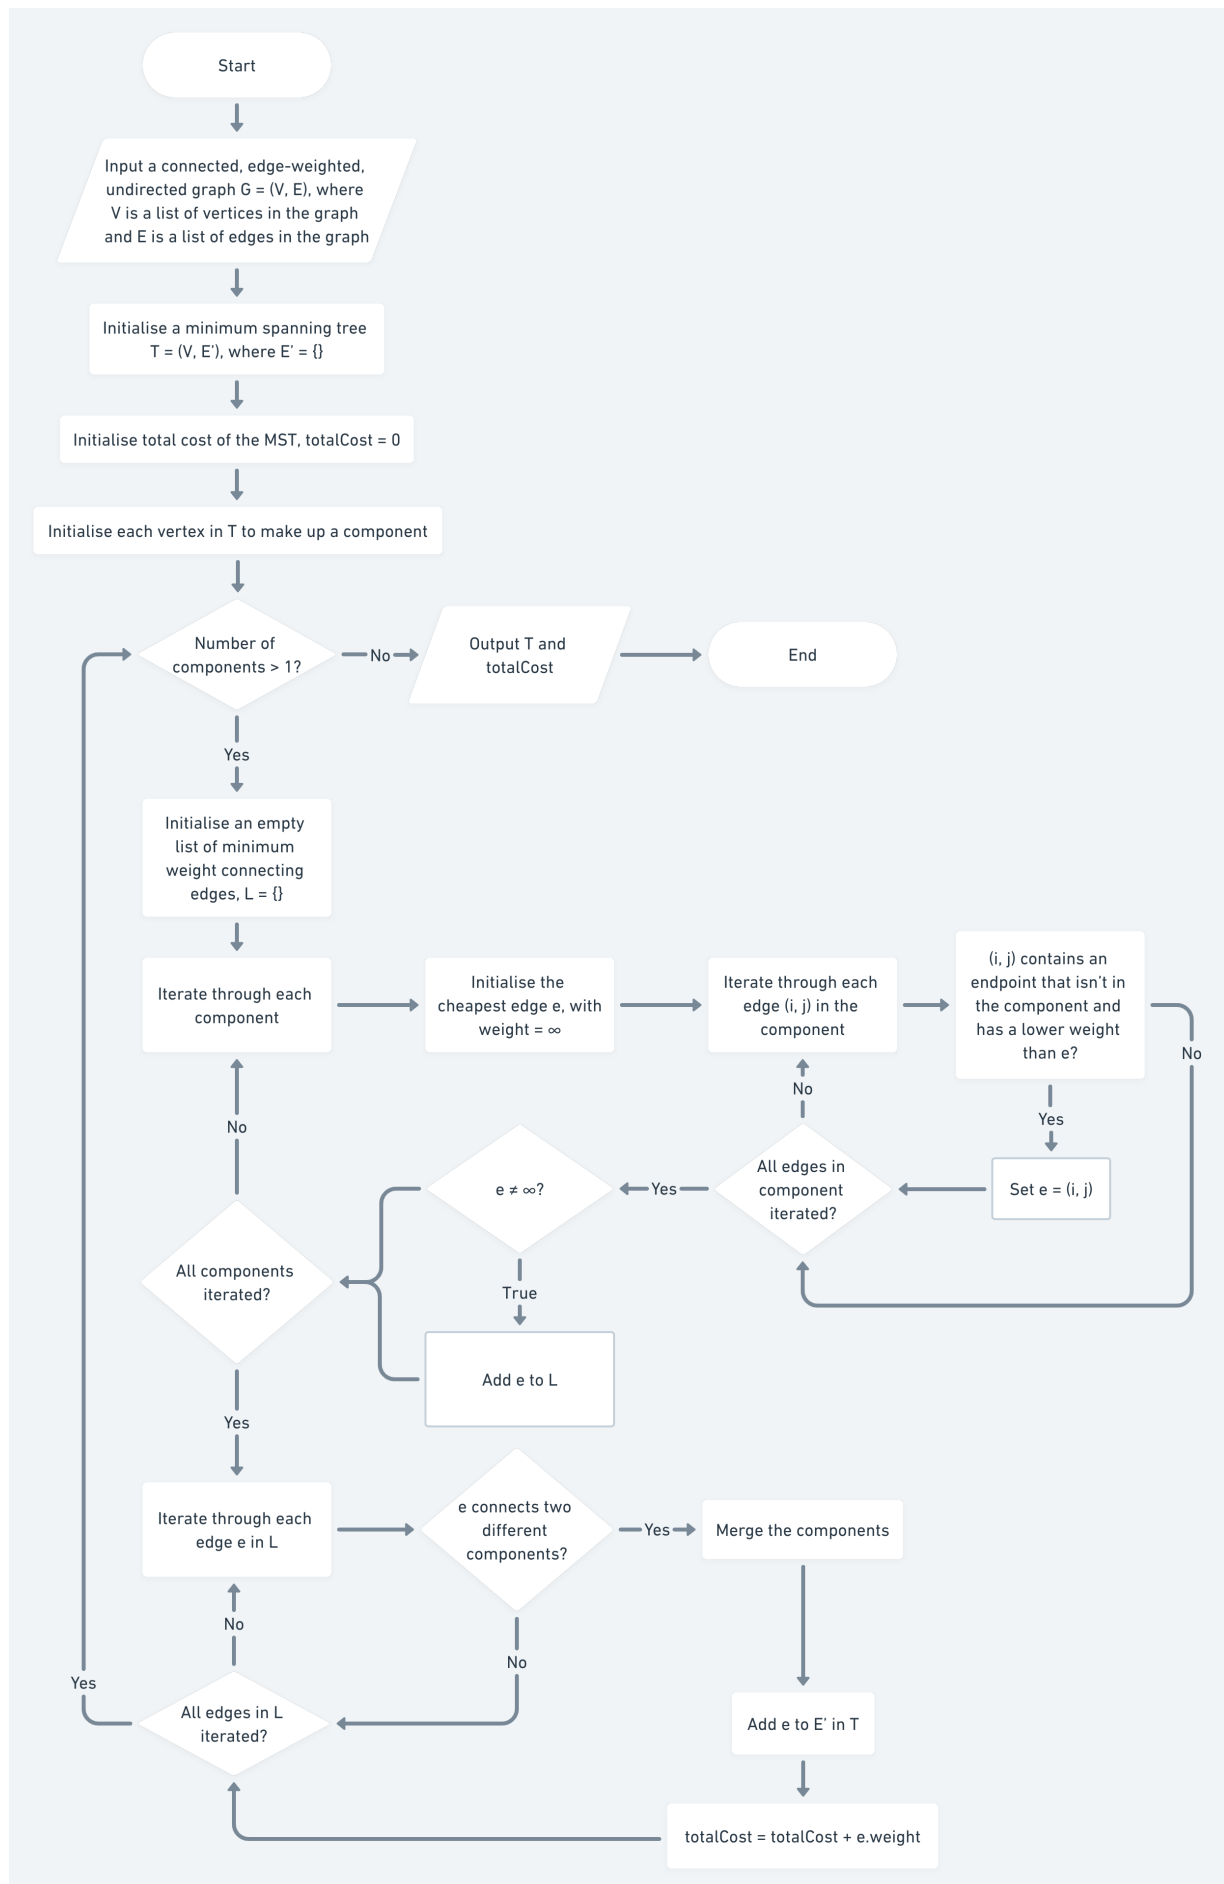 Start
Input a connected, edge-weighted,
undirected graph G = (V, E), where
V is a list of vertices in the graph
and E is a list of edges in the graph
Initialise a minimum spanning tree
T = (V, E’), where E’ = {}
Initialise total cost of the MST, totalCost = 0
Initialise each vertex in T to make up a component
Number of
components > 1?
No
Output T and
totalCost
End
Yes
Initialise an empty
list of minimum
weight connecting
edges, L = {}
Iterate through each
component
Initialise the
cheapest edge e, with
weight = ∞
Iterate through each
edge (i, j) in the
component
(i, j) contains an
endpoint that isn’t in
the component and
has a lower weight
than e?
No
Yes
Set e = (i, j)
No
All edges in
component
iterated?
Yes
e ≠ ∞?
True
Add e to L
No
All components
iterated?
Yes
Iterate through each
edge e in L
e connects two
different
components?
Yes
Merge the components
No
No
Add e to E’ in T
All edges in L
iterated?
Yes
totalCost = totalCost + e.weight